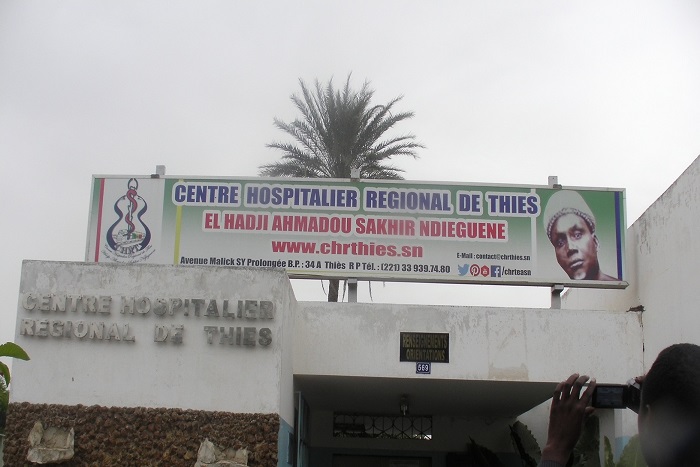 CENTRE HOSPITALIER REGIONAL DE THIES
EL HADJI AHMADOU SAKHIR NDIEGUENE
www.chrthies.sn
E-Mail : contact@chrthies.sn
Avenue Malick SY Prolongée B.P. : 34 A Thiès R P Tél. : (221) 33 939.74.80
/chrteasn
CENTRE HOSPITALIER
REGIONAL DE THIES
RENSEIGNEMENTS
ORIENTATIONS
569